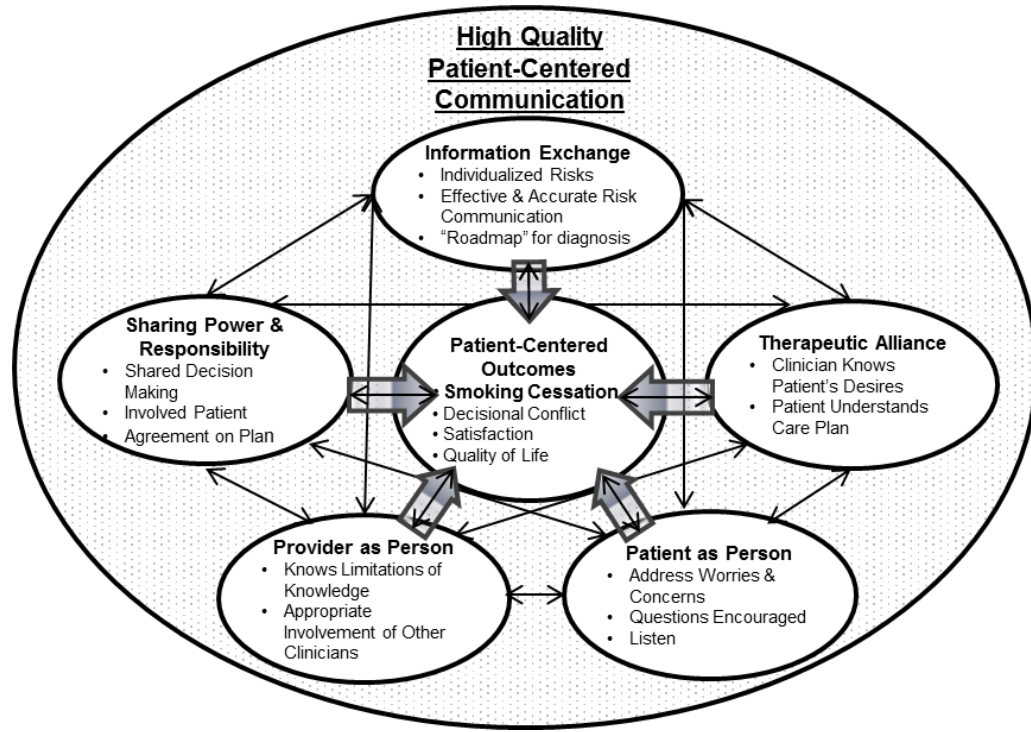 High Quality
Patient-Centered
Communication
Information Exchange
• Individualized Risks
• Effective & Accurate Risk
Communication
• “Roadmap” for diagnosis
Sharing Power &
Responsibility
• Shared Decision
Making
• Involved Patient
• Agreement on Plan
Patient-Centered
Outcomes
• Smoking Cessation
• Decisional Conflict
• Satisfaction
• Quality of Life
Therapeutic Alliance
• Clinician Knows
Patient’s Desires
• Patient Understands
Care Plan
Provider as Person
• Knows Limitations of
Knowledge
• Appropriate
Involvement of Other
Clinicians
Patient as Person
• Address Worries &
Concerns
• Questions Encouraged
• Listen